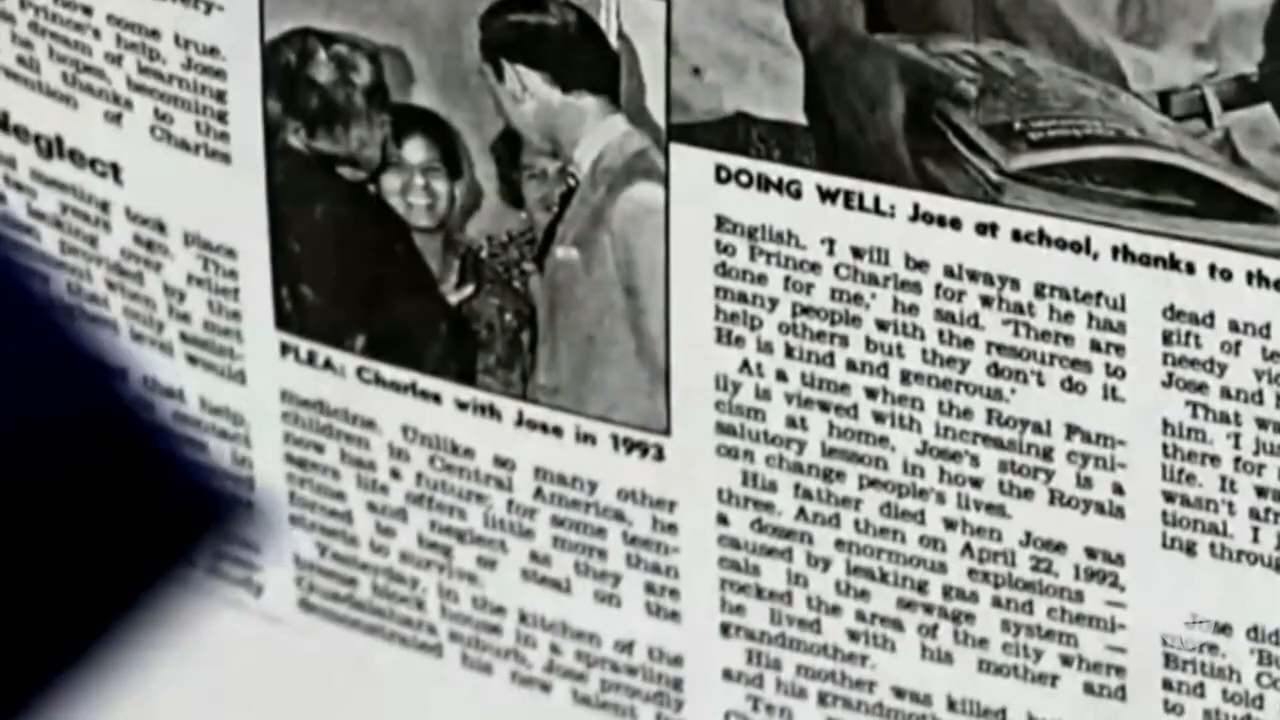 now come true.
Prince's help, Jose
dream of learning
he hopes, becoming
all thanks to the
of Charles
neglect
meeting took place
two years ago. The
over relief
provided by the
when he met
that only
level would
that help,
PLEA: Charles with Jose in 1993
medicine. Unlike so many other
children in Central America, he
now has a future; for some teen-
agers life offers little more than
crime and neglect as they are
forced to beg or steal on the
streets to survive.
Yesterday, in the kitchen of the
house in a sprawling
Guadalajara suburb, Jose proudly
demonstrated his new talent
DOING WELL: Jose at school, thanks to the
English. 'I will be always grateful
to Prince Charles for what he has
done for me,' he said. 'There are
many people with the resources to
help others but they don't do it.
He is kind and generous.'
At a time when the Royal Fam-
ily is viewed with increasing cyni-
cism at home, Jose's story is a
salutory lesson in how the Royals
can change people's lives.
His father died when Jose was
three. And then on April 22, 1992,
a dozen enormous explosions —
caused by leaking gas and chemi-
cals in the sewage system —
rocked the area of the city where
he lived with his mother and
grandmother.
His mother was killed
and his grandmother
Ten
dead and
gift of
needy
Jose and
That
him. 'I
there for
life. It
wasn't
tional. I
ing
did
'Bu
British Co
and told
to